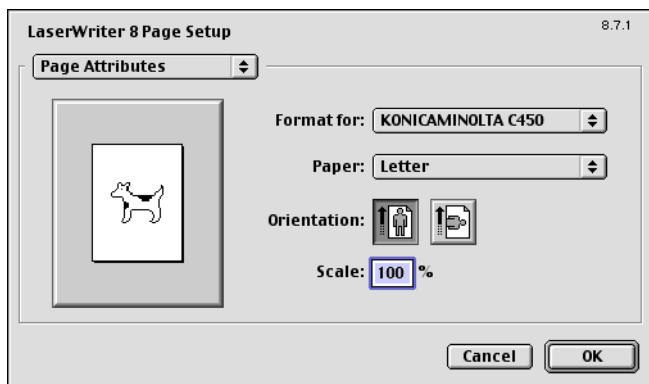 LaserWriter 8 Page Setup
8.7.1
Page Attributes
Format for: KONICAMINOLTA C450
Paper: Letter
Orientation:
Scale: 100 %
Cancel OK